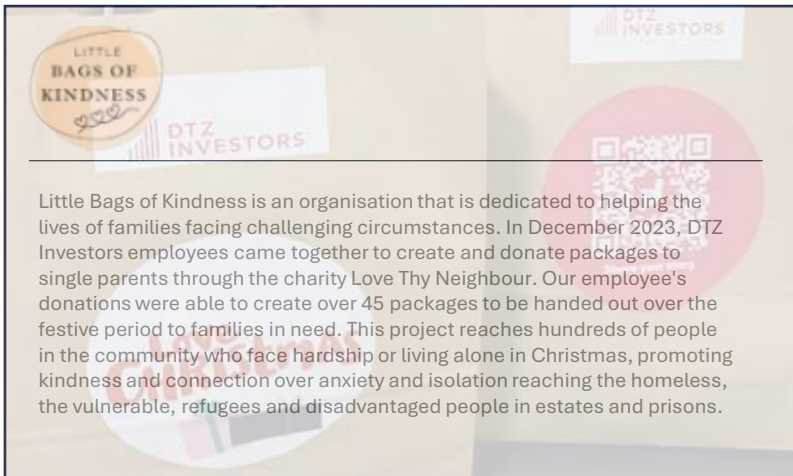 DTZ
INVESTORS
LITTLE
BAGS OF
KINDNESS
DTZ
INVESTORS
Little Bags of Kindness is an organisation that is dedicated to helping the
lives of families facing challenging circumstances. In December 2023, DTZ
Investors employees came together to create and donate packages to
single parents through the charity Love Thy Neighbour. Our employee's
donations were able to create over 45 packages to be handed out over the
festive period to families in need. This project reaches hundreds of people
in the community who face hardship or living alone in Christmas, promoting
kindness and connection over anxiety and isolation reaching the homeless,
the vulnerable, refugees and disadvantaged people in estates and prisons.
Love
Christmas